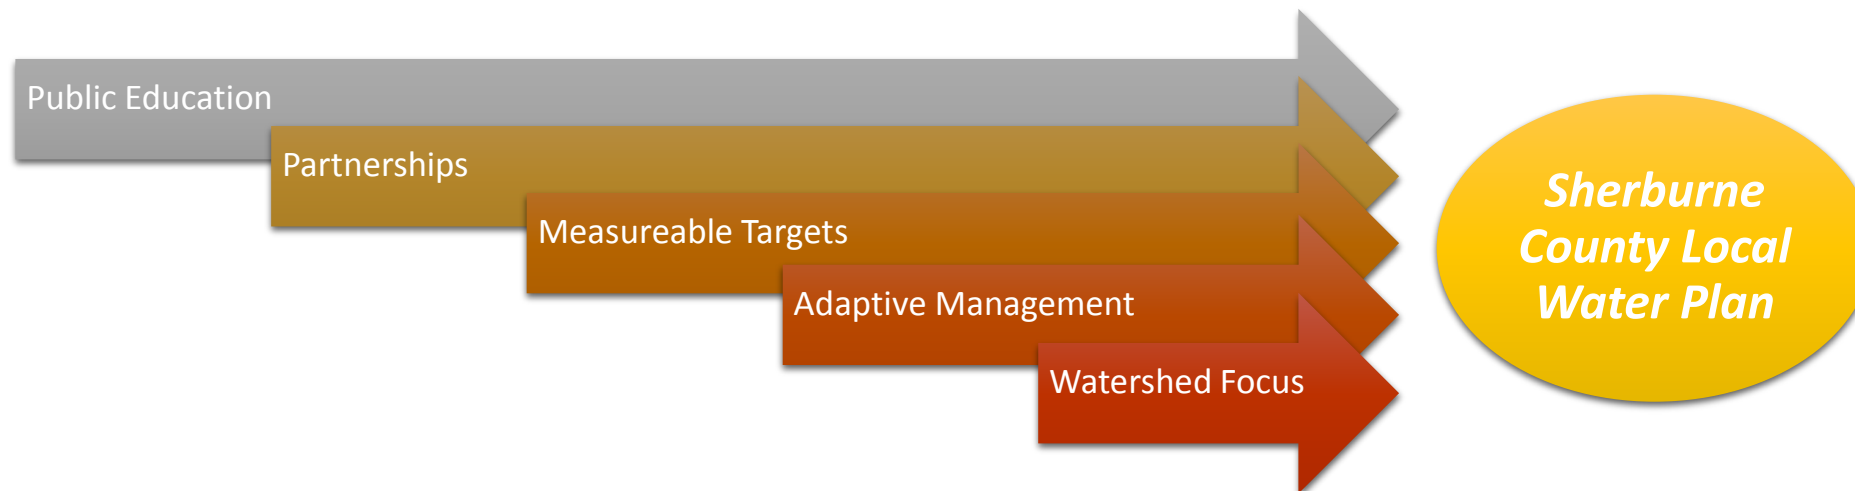 Public Education
Partnerships
Measureable Targets
Adaptive Management
Watershed Focus
Sherburne
County Local
Water Plan